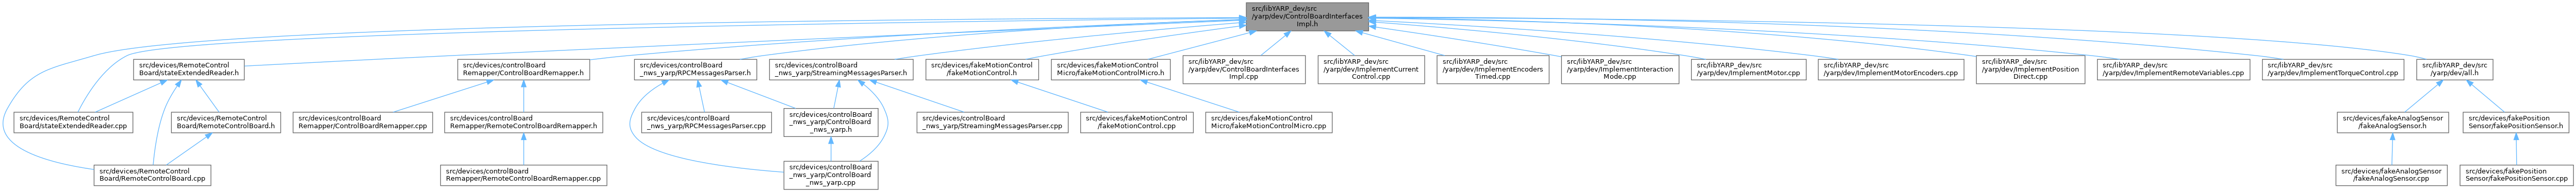 src/libYARP_dev/src
/yarp/dev/ControlBoardInterfaces
Impl.h
src/devices/RemoteControl
Board/stateExtendedReader.h
src/devices/controlBoard
Remapper/ControlBoardRemapper.h
src/devices/controlBoard
_nws_yarp/RPCMessagesParser.h
src/devices/controlBoard
_nws_yarp/StreamingMessagesParser.h
src/devices/fakeMotionControl
/fakeMotionControl.h
src/devices/fakeMotionControl
Micro/fakeMotionControlMicro.h
src/libYARP_dev/src
/yarp/dev/ControlBoardInterfaces
Impl.cpp
src/libYARP_dev/src
/yarp/dev/ImplementCurrent
Control.cpp
src/libYARP_dev/src
/yarp/dev/ImplementEncoders
Timed.cpp
src/libYARP_dev/src
/yarp/dev/ImplementInteraction
Mode.cpp
src/libYARP_dev/src
/yarp/dev/ImplementMotor.cpp
src/libYARP_dev/src
/yarp/dev/ImplementMotorEncoders.cpp
src/libYARP_dev/src
/yarp/dev/ImplementPosition
Direct.cpp
src/libYARP_dev/src
/yarp/dev/ImplementRemoteVariables.cpp
src/libYARP_dev/src
/yarp/dev/ImplementTorqueControl.cpp
src/libYARP_dev/src
/yarp/dev/all.h
src/devices/RemoteControl
Board/stateExtendedReader.cpp
src/devices/RemoteControl
Board/RemoteControlBoard.h
src/devices/controlBoard
Remapper/ControlBoardRemapper.cpp
src/devices/controlBoard
Remapper/RemoteControlBoardRemapper.h
src/devices/controlBoard
_nws_yarp/RPCMessagesParser.cpp
src/devices/controlBoard
_nws_yarp/ControlBoard
_nws_yarp.h
src/devices/controlBoard
_nws_yarp/StreamingMessagesParser.cpp
src/devices/fakeMotionControl
/fakeMotionControl.cpp
src/devices/fakeMotionControl
Micro/fakeMotionControlMicro.cpp
src/devices/fakeAnalogSensor
/fakeAnalogSensor.h
src/devices/fakePosition
Sensor/fakePositionSensor.h
src/devices/RemoteControl
Board/RemoteControlBoard.cpp
src/devices/controlBoard
Remapper/RemoteControlBoardRemapper.cpp
src/devices/controlBoard
_nws_yarp/ControlBoard
_nws_yarp.cpp
src/devices/fakeAnalogSensor
/fakeAnalogSensor.cpp
src/devices/fakePosition
Sensor/fakePositionSensor.cpp